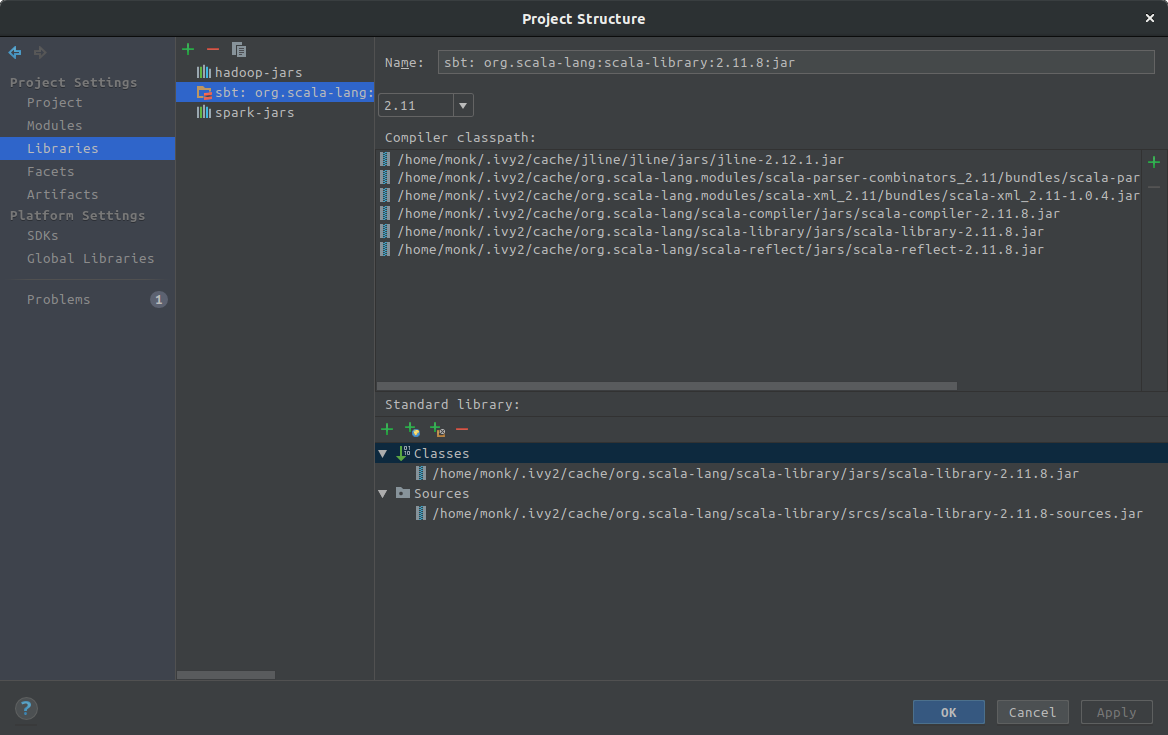 Project Structure
Project Settings
Project
Modules
Libraries
Facets
Artifacts
Platform Settings
SDKs
Global Libraries
Problems 1
hadoop-jars
sbt: org.scala-lang:
spark-jars
Name: sbt: org.scala-lang:scala-library:2.11.8:jar
2.11
Compiler classpath:
/home/monk/.ivy2/cache/jline/jline/jars/jline-2.12.1.jar
/home/monk/.ivy2/cache/org.scala-lang.modules/scala-parser-combinators_2.11/bundles/scala-par
/home/monk/.ivy2/cache/org.scala-lang.modules/scala-xml_2.11/bundles/scala-xml_2.11-1.0.4.jar
/home/monk/.ivy2/cache/org.scala-lang/scala-compiler/jars/scala-compiler-2.11.8.jar
/home/monk/.ivy2/cache/org.scala-lang/scala-library/jars/scala-library-2.11.8.jar
/home/monk/.ivy2/cache/org.scala-lang/scala-reflect/jars/scala-reflect-2.11.8.jar
Standard library:
Classes
/home/monk/.ivy2/cache/org.scala-lang/scala-library/jars/scala-library-2.11.8.jar
Sources
/home/monk/.ivy2/cache/org.scala-lang/scala-library/srcs/scala-library-2.11.8-sources.jar
? OK Cancel Apply